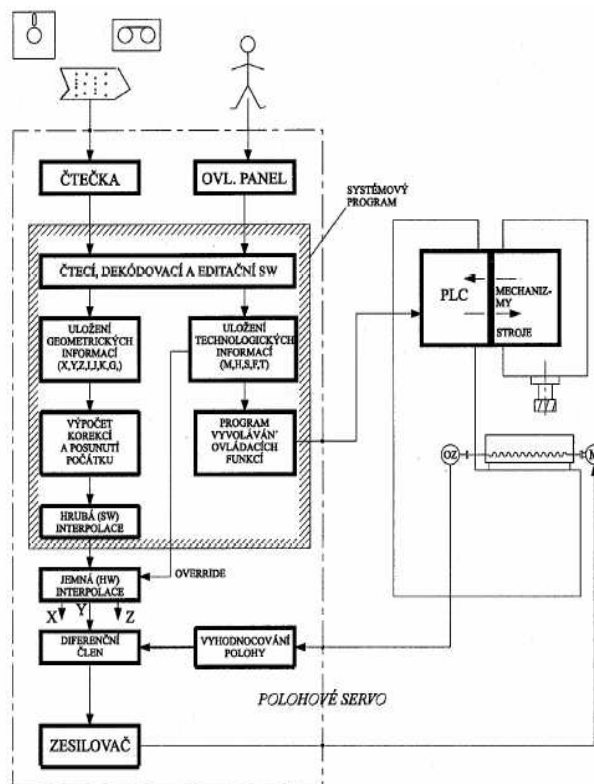 ČTEČKA
OVL. PANEL
SYSTÉMOVÝ
PROGRAM
ČTECÍ, DEKÓDOVACÍ A EDITAČNÍ SW
ULOŽENÍ
GEOMETRICKÝCH
INFORMACÍ
(X,Y,Z,I,J,K,G,)
ULOŽENÍ
TECHNOLOGICKÝCH
INFORMACÍ
(M,H,S,F,T)
PLC
MECHANIZ-
MY
STROJE
VÝPOČET
KOREKCÍ
A POSUNUTÍ
POČÁTKU
PROGRAM
VYVOLÁVÁN'
OVLÁDACÍCH
FUNKCÍ
OZ
M
HRUBÁ (SW)
INTERPOLACE
JEMNÁ (HW)
INTERPOLACE
OVERRIDE
X Y Z
DIFERENČNÍ
ČLEN
VYHODNOCOVÁNÍ
POLOHY
POLOHOVÉ SERVO
ZESILOVAČ